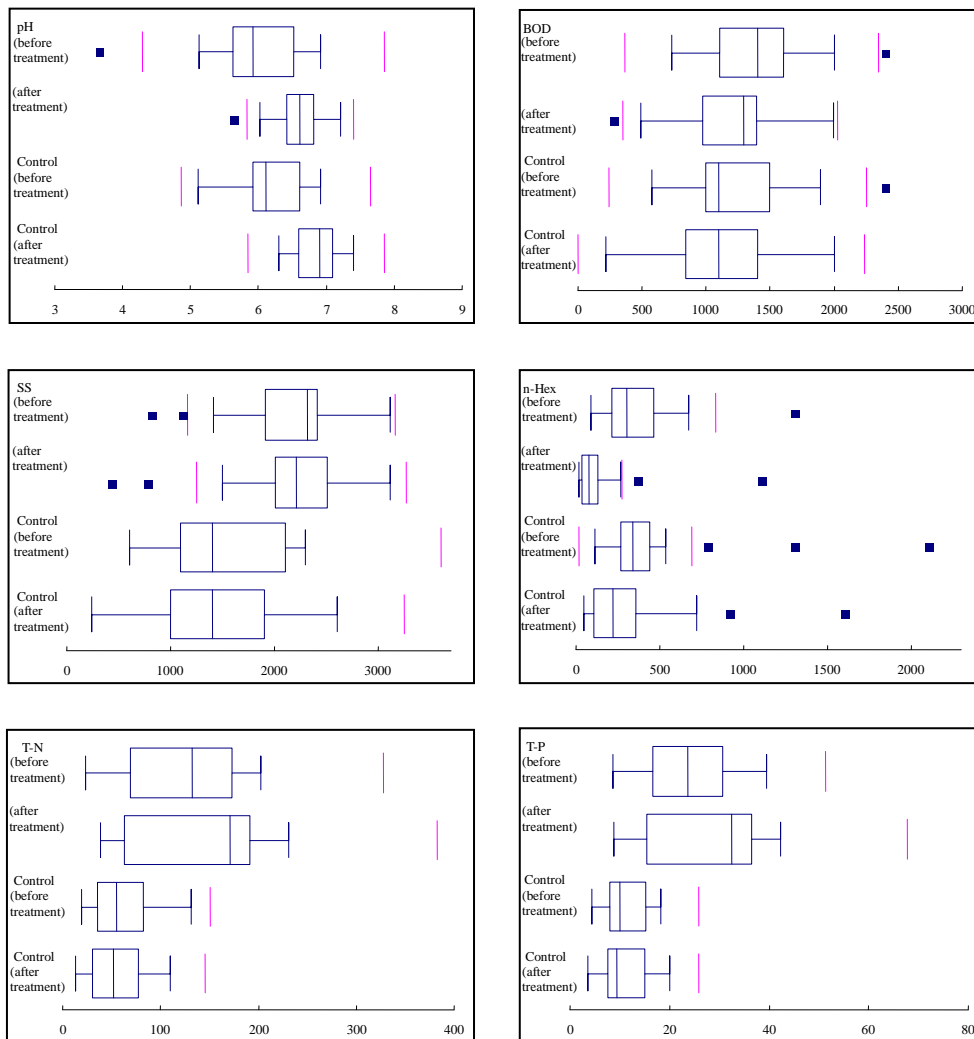 pH
(before
treatment)
(after
treatment)
Control
(before
treatment)
Control
(after
treatment)
3 4 5 6 7 8 9
BOD
(before
treatment)
(after
treatment)
Control
(before
treatment)
Control
(after
treatment)
0 500 1000 1500 2000 2500 3000
SS
(before
treatment)
(after
treatment)
Control
(before
treatment)
Control
(after
treatment)
0 1000 2000 3000
n-Hex
(before
treatment)
(after
treatment)
Control
(before
treatment)
Control
(after
treatment)
0 500 1000 1500 2000
T-N
(before
treatment)
(after
treatment)
Control
(before
treatment)
Control
(after
treatment)
0 100 200 300 400
T-P
(before
treatment)
(after
treatment)
Control
(before
treatment)
Control
(after
treatment)
0 20 40 60 80